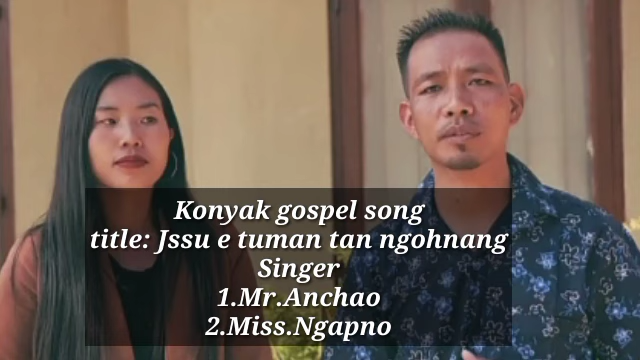 Konyak gospel song
title: Jssu e tuman tan ngohnang
Singer
1.Mr.Anchao
2.Miss.Ngapno